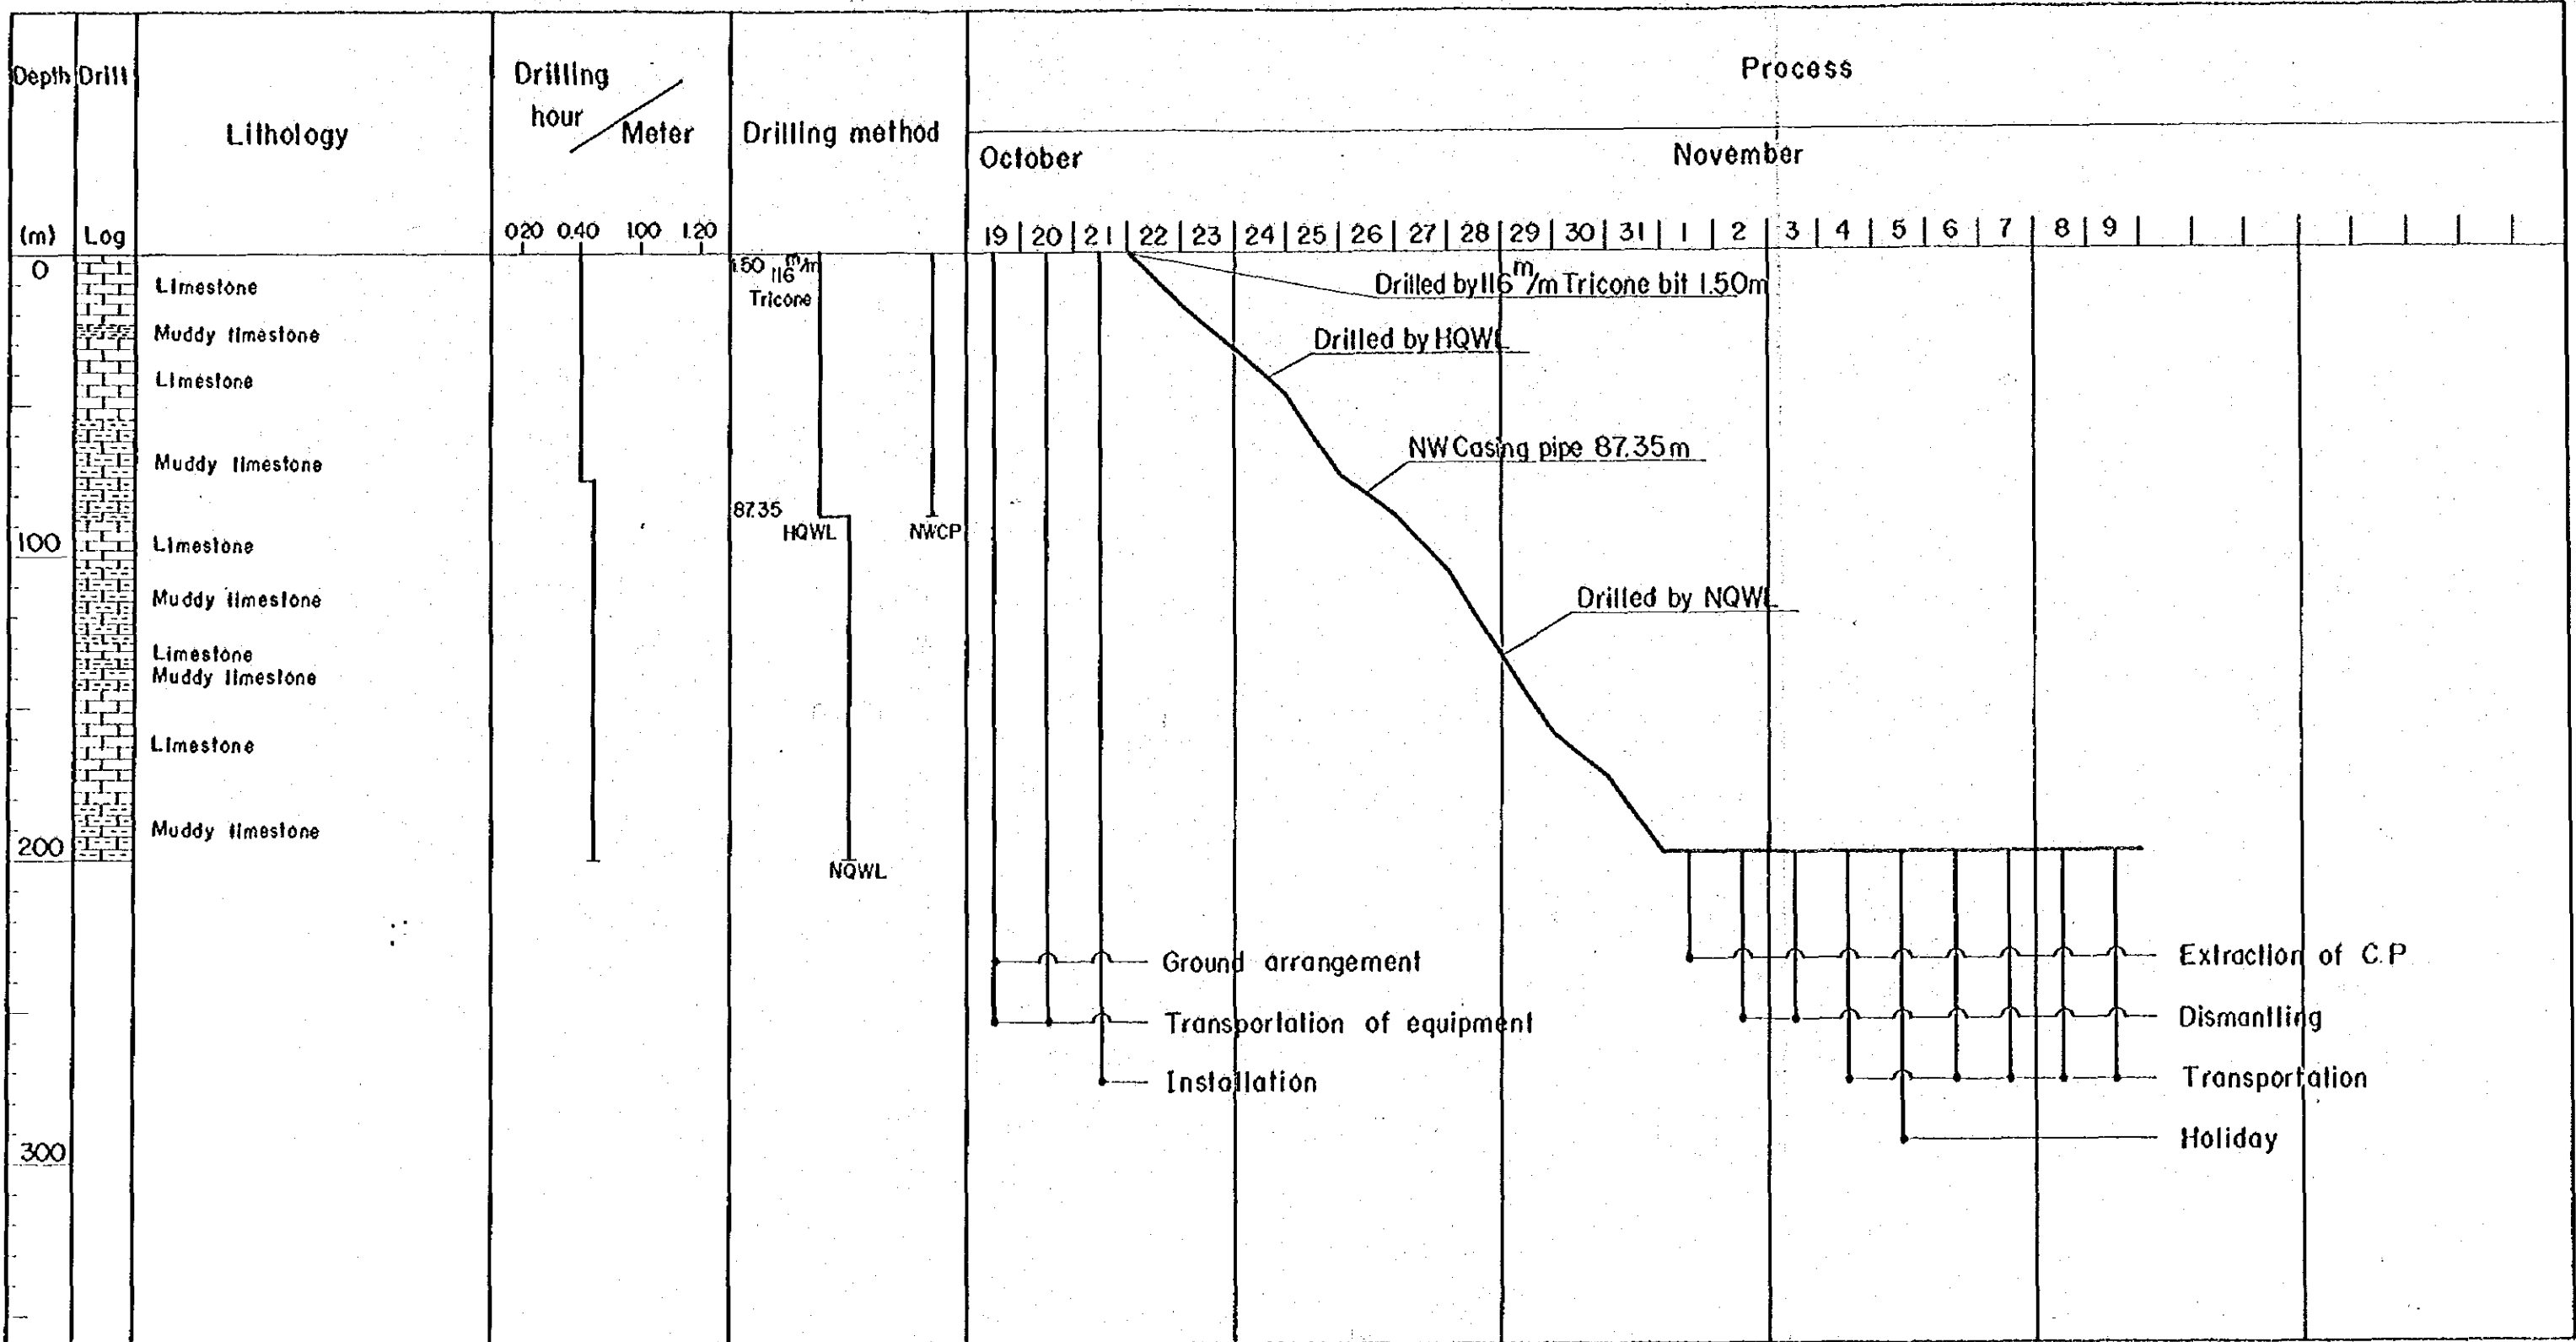 Process
Depth Drill
Drilling
hour
Meter
Lithology
Drilling method
October
November
(m) Log
0.20 0.40 1.00 1.20
19 20 21 22 23 24 25 26 27 28 29 30 31 1 2 3 4 5 6 7 8 9
0
1.50 116 m/m
Tricone
Drilled by 116 m/m Tricone bit 1.50m
Limestone
Muddy limestone
Drilled by HQWL
Limestone
NW Casing pipe 87.35m
Muddy limestone
87.35
HQWL
NWCP
100
Limestone
Muddy limestone
Drilled by NQWL
Limestone
Muddy limestone
Limestone
Muddy limestone
200
NQWL
Ground arrangement
Extraction of C.P
Transportation of equipment
Dismantling
Installation
Transportation
Holiday
300